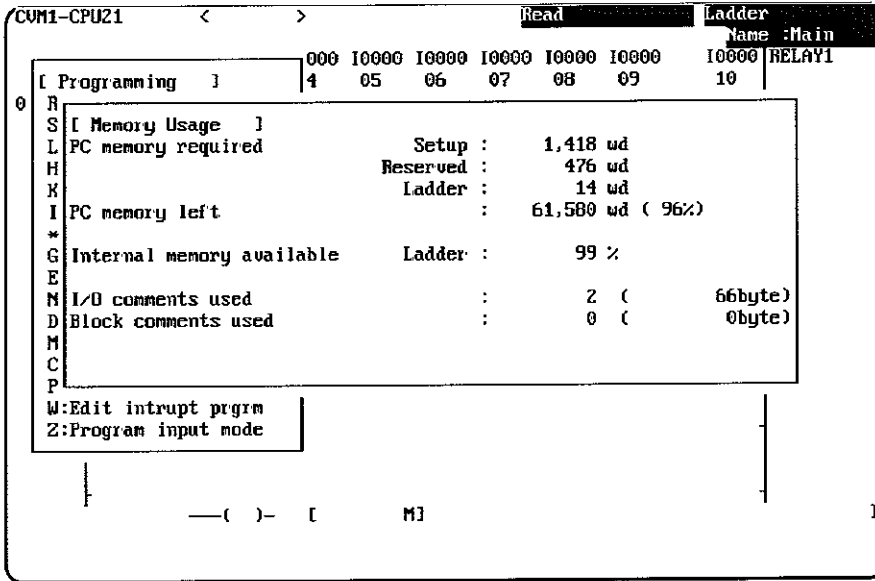 CVM1-CPU21 < > Read Ladder
Name :Main
000 I0000 I0000 I0000 I0000 I0000 I0000 RELAY1
[ Programming ] 4 05 06 07 08 09 10
0 R
S [ Memory Usage ]
L PC memory required Setup : 1,418 wd
H Reserved : 476 wd
K Ladder : 14 wd
I PC memory left : 61,580 wd ( 96%)
*
G Internal memory available Ladder : 99 %
E
N I/O comments used : 2 ( 66byte)
D Block comments used : 0 ( 0byte)
M
C
P
W:Edit intrupt prgrm
Z:Program input mode
—( )— [ M] ]